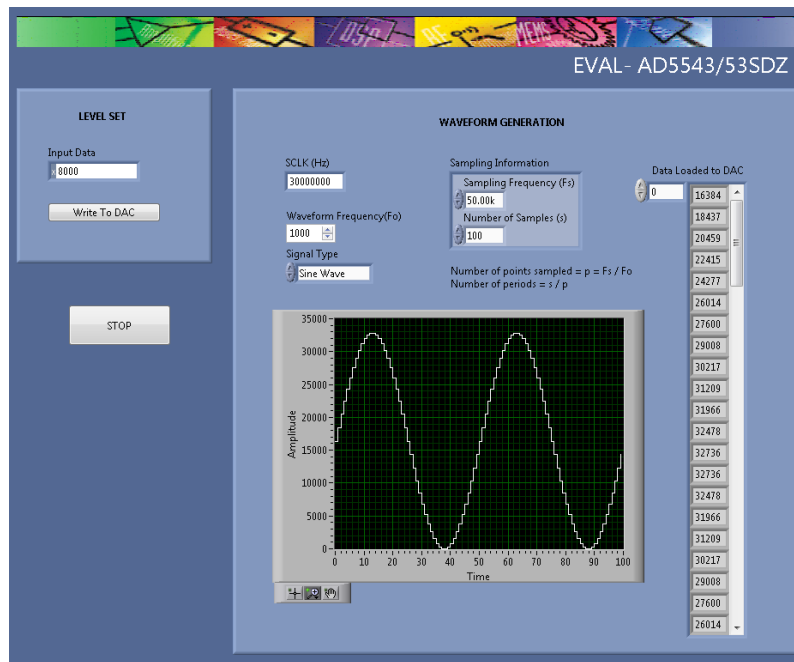 DSP
RF
MEMS
EVAL- AD5543/53SDZ
LEVEL SET
Input Data
x 8000
Write To DAC
STOP
WAVEFORM GENERATION
SCLK (Hz)
30000000
Waveform Frequency(Fo)
1000
Signal Type
Sine Wave
Sampling Information
Sampling Frequency (Fs)
50.00k
Number of Samples (s)
100
Number of points sampled = p = Fs / Fo
Number of periods = s / p
Data Loaded to DAC
0
16384
18437
20459
22415
24277
26014
27600
29008
30217
31209
31966
32478
32736
32736
32478
31966
31209
30217
29008
27600
26014
Amplitude
35000
30000
25000
20000
15000
10000
5000
0
0 10 20 30 40 50 60 70 80 90 100
Time